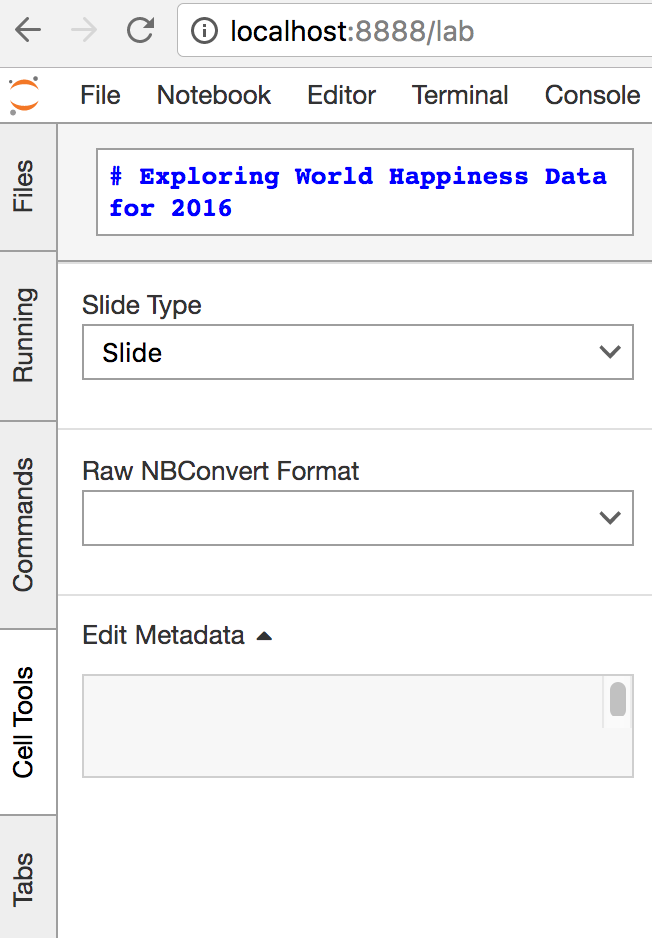 localhost:8888/lab
File Notebook Editor Terminal Console
Files
Running
Commands
Cell Tools
Tabs
# Exploring World Happiness Data
for 2016
Slide Type
Slide
Raw NBConvert Format
Edit Metadata